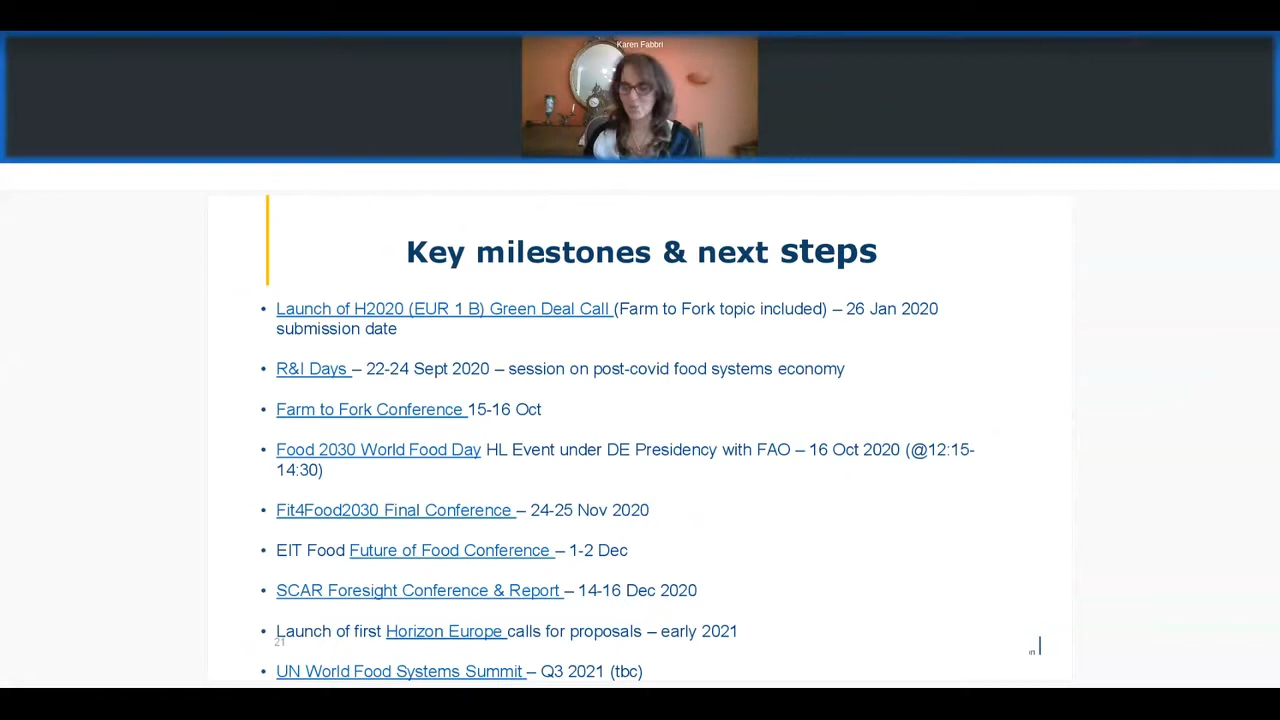 Karen Fabbri
Key milestones & next steps
• Launch of H2020 (EUR 1 B) Green Deal Call (Farm to Fork topic included) – 26 Jan 2020
submission date
• R&I Days – 22-24 Sept 2020 – session on post-covid food systems economy
• Farm to Fork Conference 15-16 Oct
• Food 2030 World Food Day HL Event under DE Presidency with FAO – 16 Oct 2020 (@12:15-
14:30)
• Fit4Food2030 Final Conference – 24-25 Nov 2020
• EIT Food Future of Food Conference – 1-2 Dec
• SCAR Foresight Conference & Report – 14-16 Dec 2020
• Launch of first Horizon Europe calls for proposals – early 2021
21
• UN World Food Systems Summit – Q3 2021 (tbc)